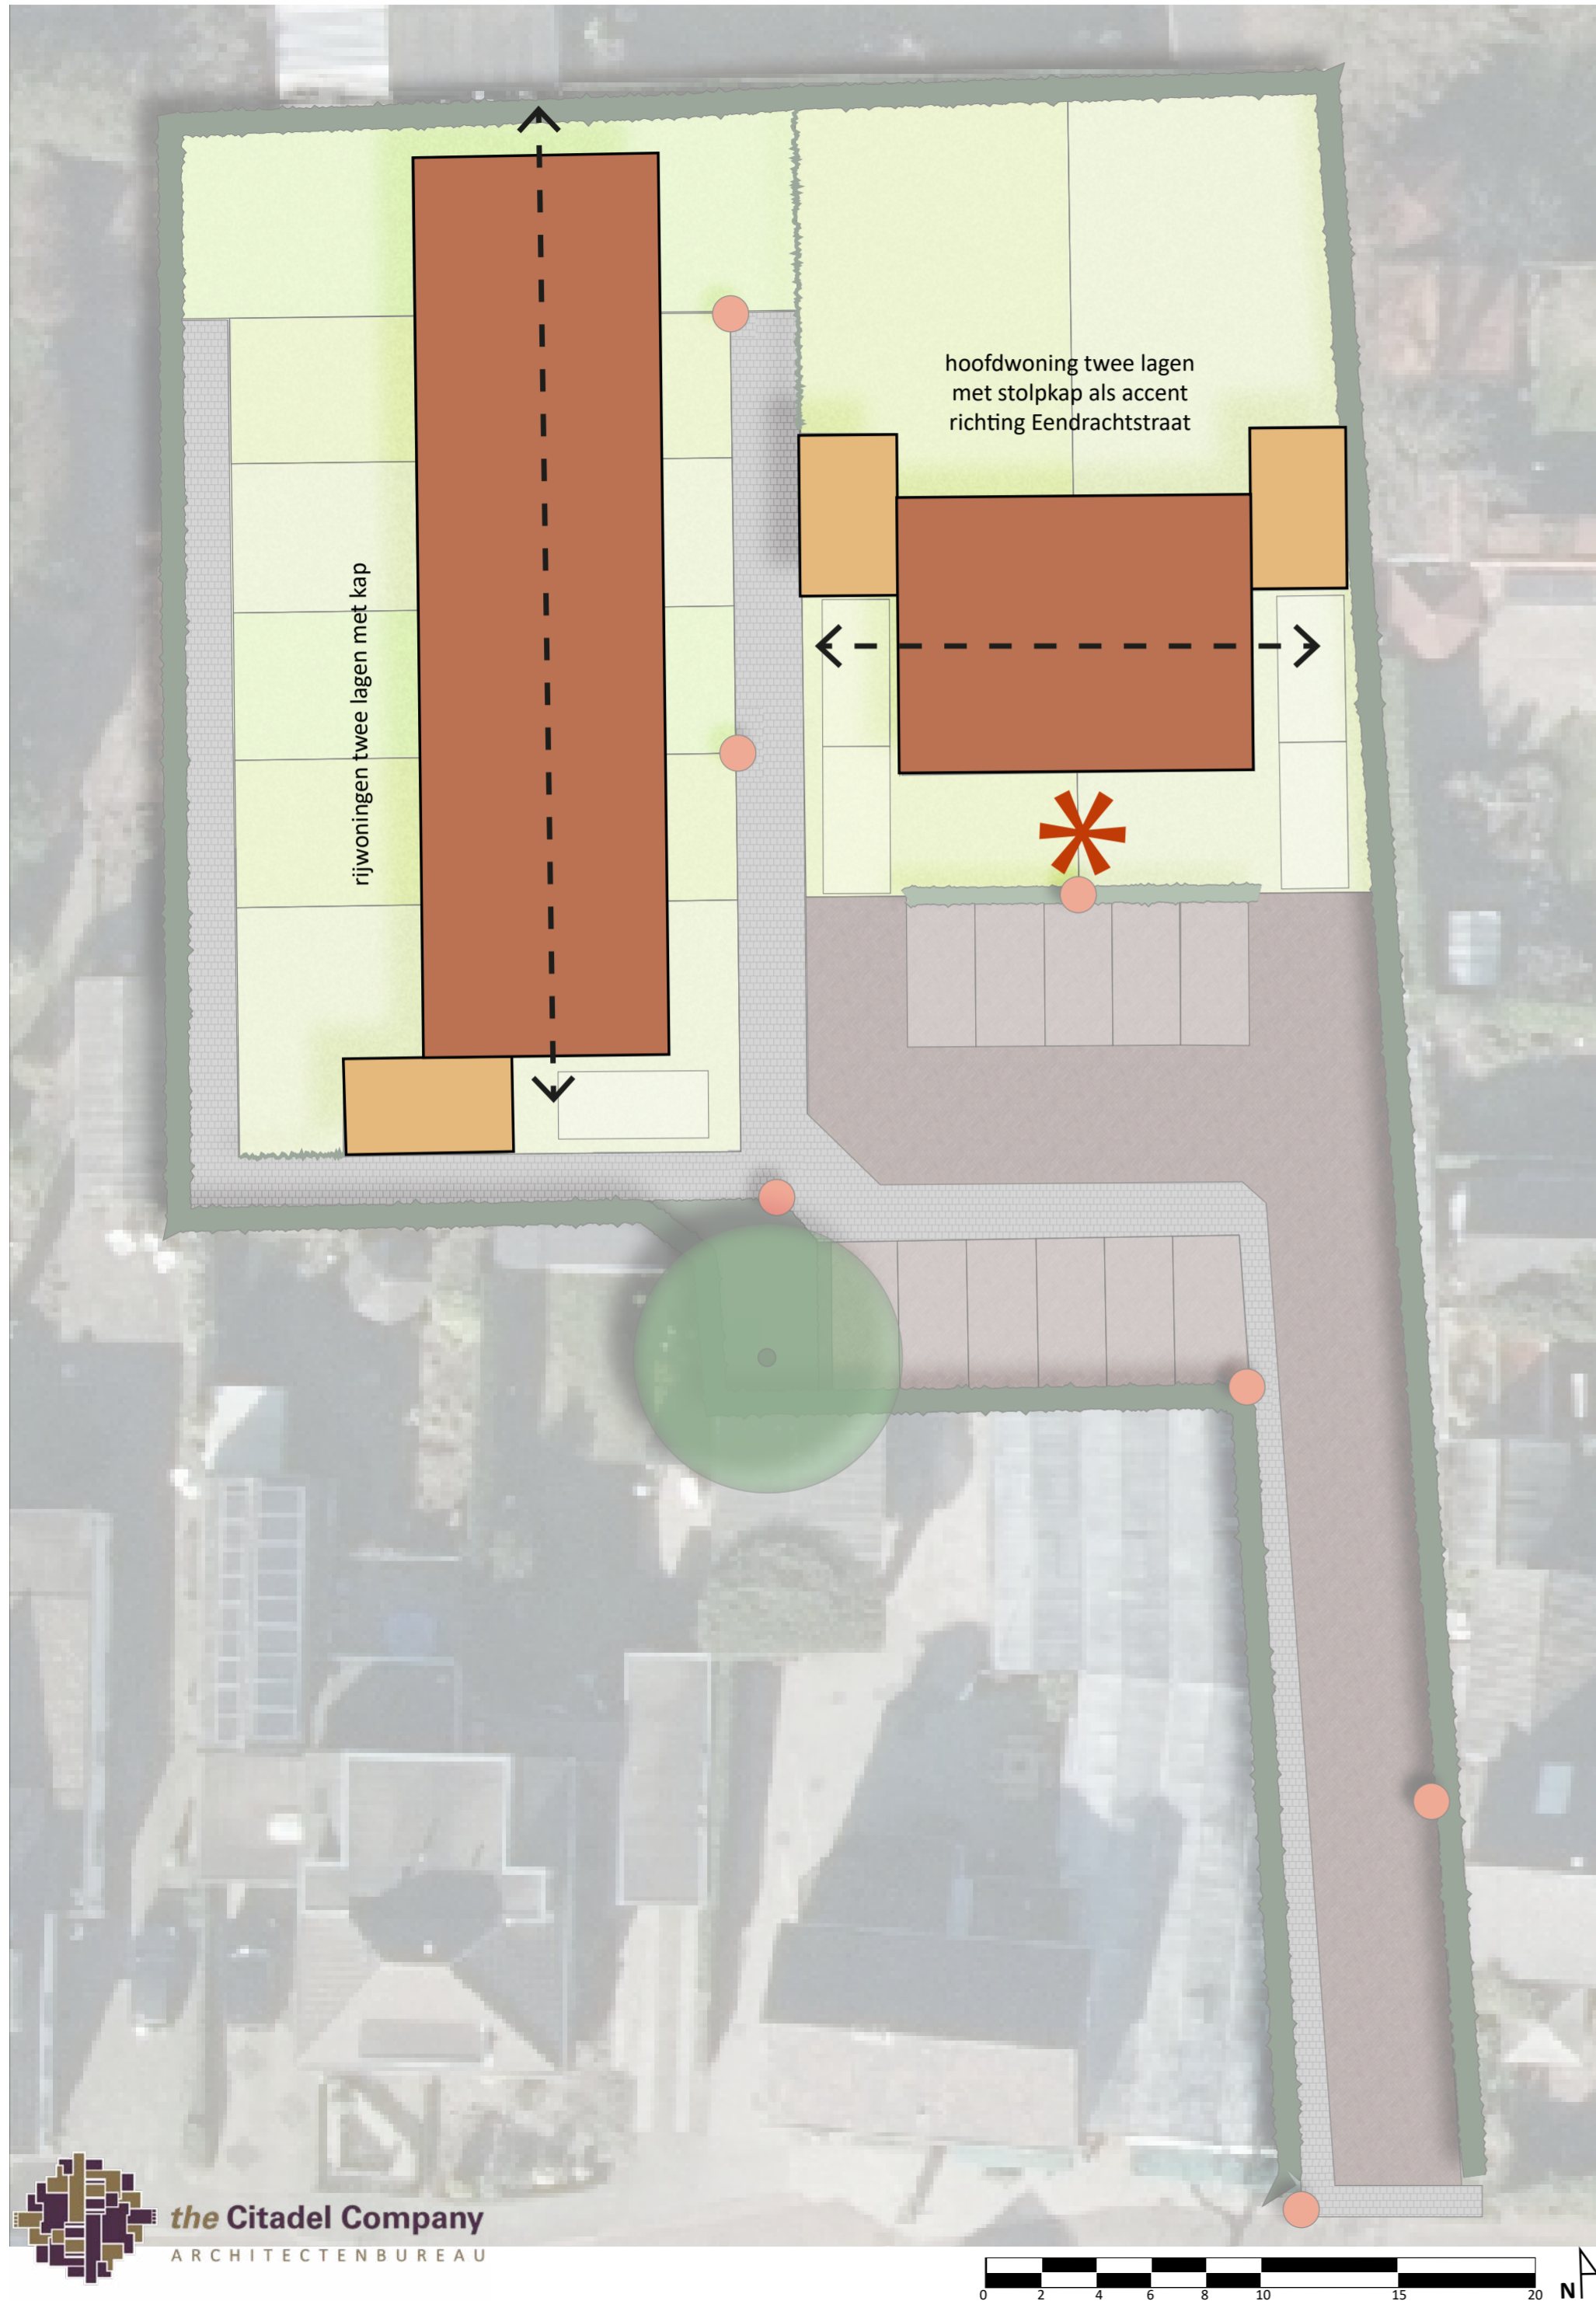 hoofdwoning twee lagen
met stolpkap als accent
richting Eendrachtstraat
rijwoningen twee lagen met kap
the Citadel Company
ARCHITECTENBUREAU
0 2 4 6 8 10 15 20
N